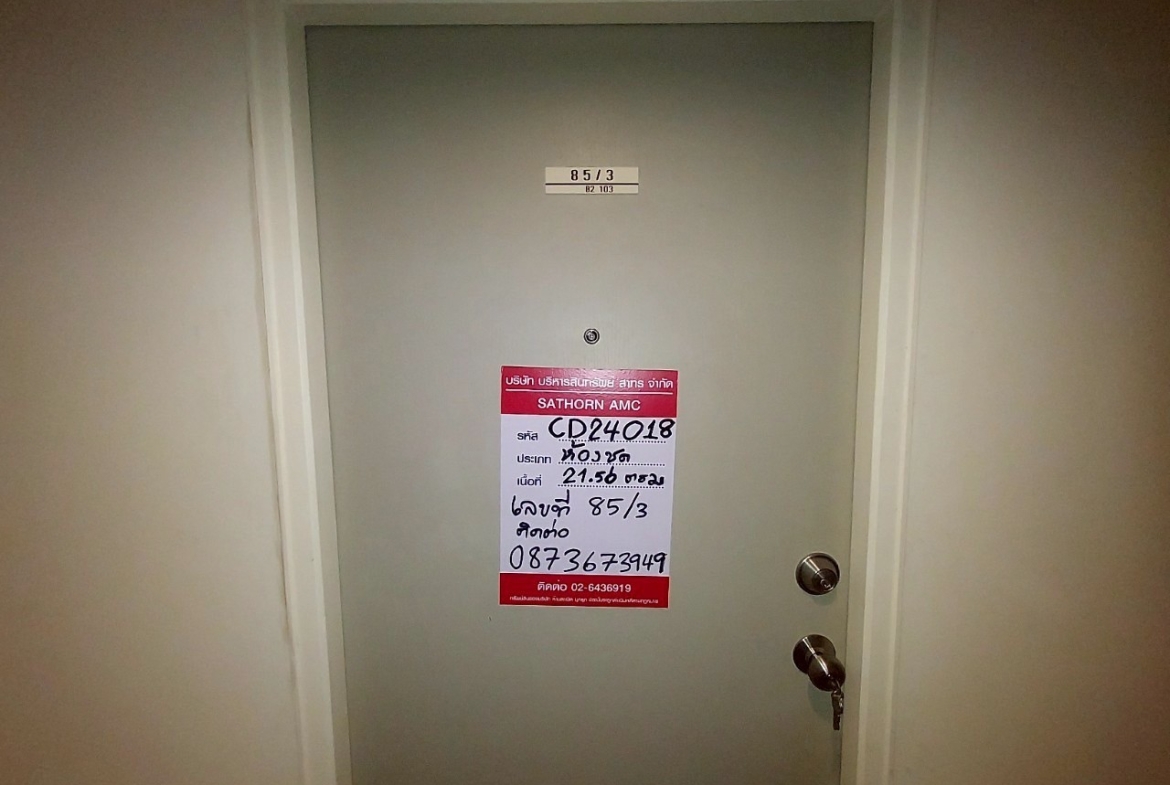 85/3
82 103
บริษัท บริหารสินทรัพย์ สาทร จำกัด
SATHORN AMC
รหัส CD24018
ประเภท ห้องชุด
เนื้อที่ 21.56 ตรม
เลขที่ 85/3
ติดต่อ
0873673949
ติดต่อ 02-6436919